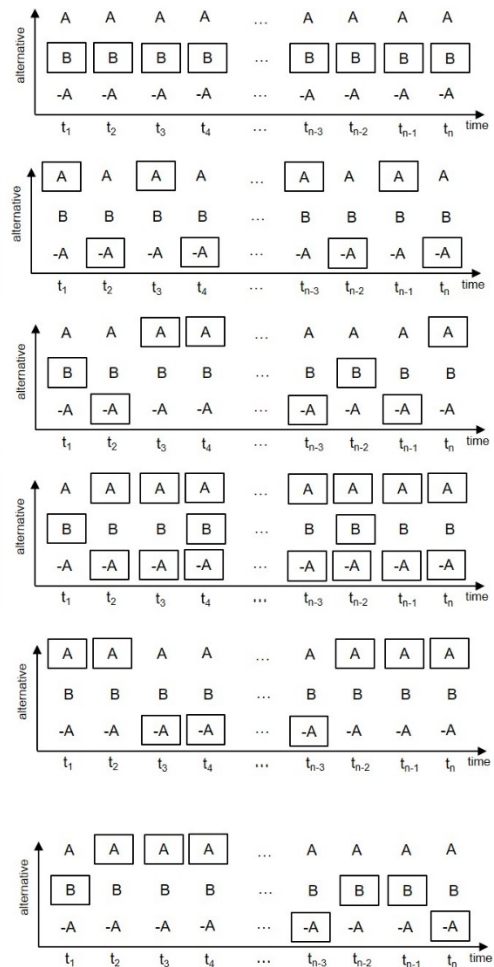 A A A A ... A A A A
B B B B ... B B B B
-A -A -A -A ... -A -A -A -A
t1 t2 t3 t4 ... tn-3 tn-2 tn-1 tn time
alternative
A A A A ... A A A A
B B B B ... B B B B
-A -A -A -A ... -A -A -A -A
t1 t2 t3 t4 ... tn-3 tn-2 tn-1 tn time
alternative
A A A A ... A A A A
B B B B ... B B B B
-A -A -A -A ... -A -A -A -A
t1 t2 t3 t4 ... tn-3 tn-2 tn-1 tn time
alternative
A A A A ... A A A A
B B B B ... B B B B
-A -A -A -A ... -A -A -A -A
t1 t2 t3 t4 ... tn-3 tn-2 tn-1 tn time
alternative
A A A A ... A A A A
B B B B ... B B B B
-A -A -A -A ... -A -A -A -A
t1 t2 t3 t4 ... tn-3 tn-2 tn-1 tn time
alternative
A A A A ... A A A A
B B B B ... B B B B
-A -A -A -A ... -A -A -A -A
t1 t2 t3 t4 ... tn-3 tn-2 tn-1 tn time
alternative